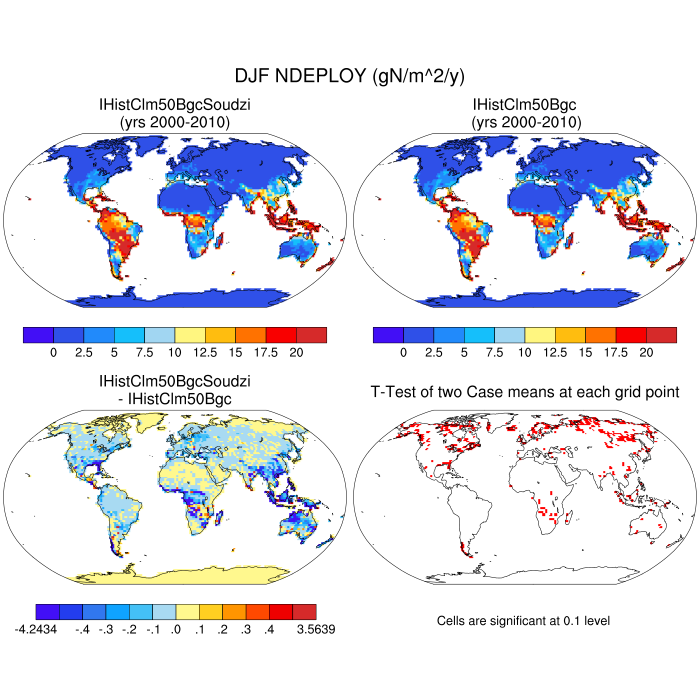 DJF NDEPLOY (gN/m^2/y)
IHistClm50BgcSoudzi
(yrs 2000-2010)
IHistClm50Bgc
(yrs 2000-2010)
0 2.5 5 7.5 10 12.5 15 17.5 20
0 2.5 5 7.5 10 12.5 15 17.5 20
IHistClm50BgcSoudzi
- IHistClm50Bgc
T-Test of two Case means at each grid point
-4.2434 -.4 -.3 -.2 -.1 .0 .1 .2 .3 .4 3.5639
Cells are significant at 0.1 level